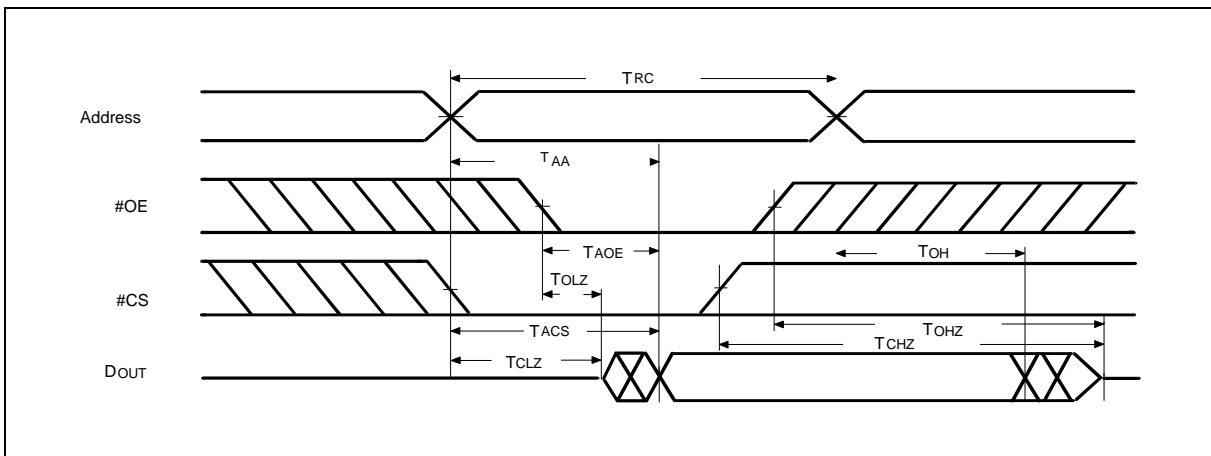 TRC
Address
TAA
#OE
TAOE
TOH
TOLZ
#CS
TACS
TOHZ
TCHZ
TCLZ
DOUT